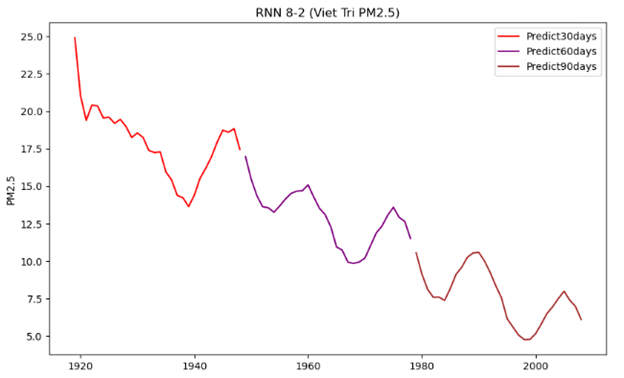 RNN 8-2 (Viet Tri PM2.5)
Predict30days
Predict60days
Predict90days
PM2.5
25.0
22.5
20.0
17.5
15.0
12.5
10.0
7.5
5.0
1920 1940 1960 1980 2000